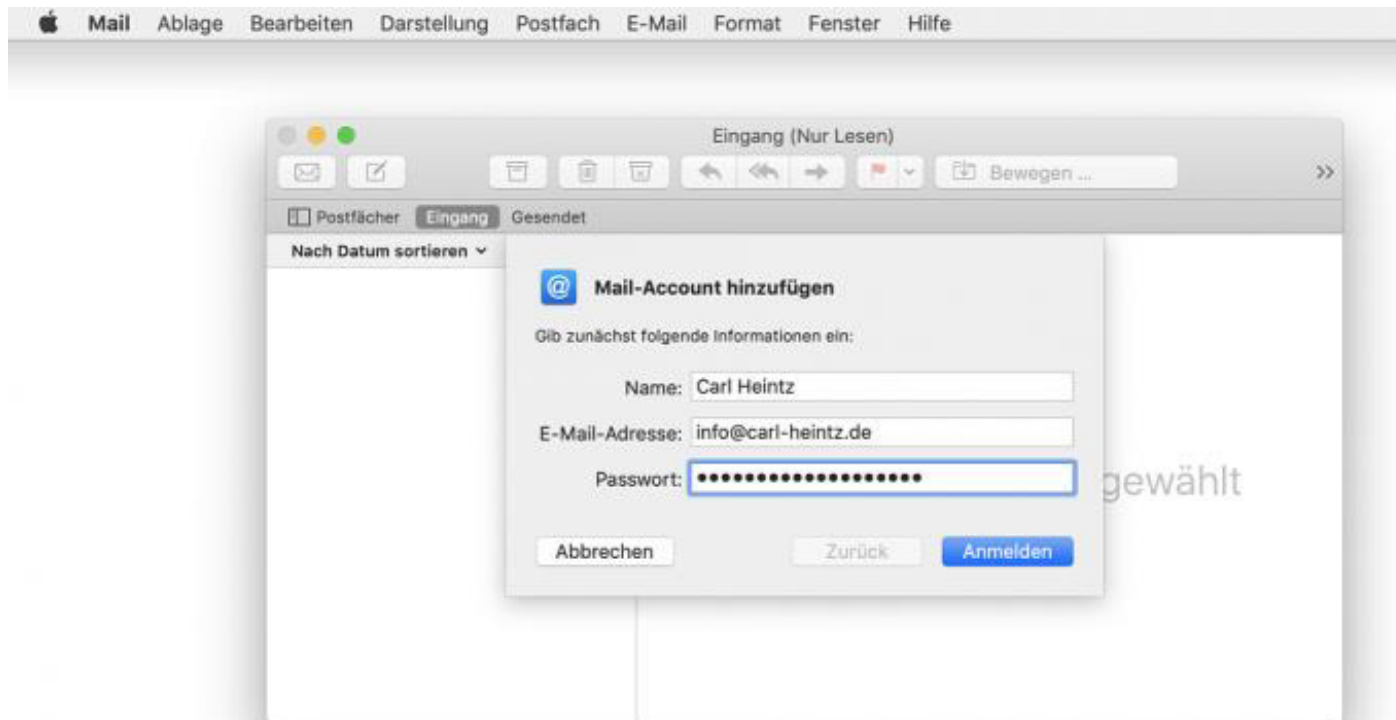 Mail Ablage Bearbeiten Darstellung Postfach E-Mail Format Fenster Hilfe
Eingang (Nur Lesen)
Bewegen ...
Postfächer Eingang Gesendet
Nach Datum sortieren
Mail-Account hinzufügen
Gib zunächst folgende Informationen ein:
Name: Carl Heintz
E-Mail-Adresse: info@carl-heintz.de
Passwort: •••••••••••••••••••
gewählt
Abbrechen Zurück Anmelden